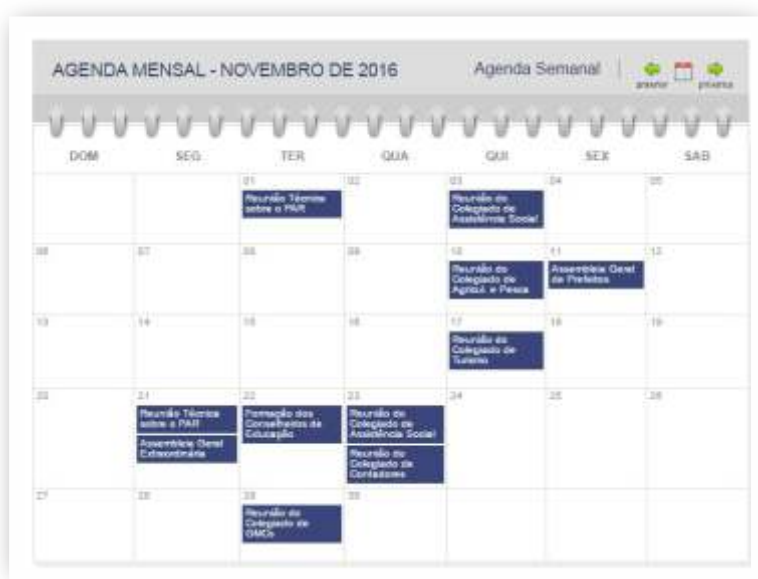 AGENDA MENSAL - NOVEMBRO DE 2016
Agenda Semanal |
anterior
próxima
DOM SEG TER QUA QUI SEX SAB
01 02 03 04 05
Reunião Técnica
sobre o PAR
Reunião do
Colegiado de
Assistência Social
06 07 08 09 10 11 12
Reunião do
Colegiado de
Agricul. e Pesca
Assembleia Geral
de Prefeitos
13 14 15 16 17 18 19
Reunião do
Colegiado de
Turismo
20 21 22 23 24 25 26
Reunião Técnica
sobre o PAR
Assembleia Geral
Extraordinária
Formação dos
Conselheiros de
Educação
Reunião do
Colegiado de
Assistência Social
Reunião do
Colegiado de
Contadores
27 28 29 30
Reunião do
Colegiado de